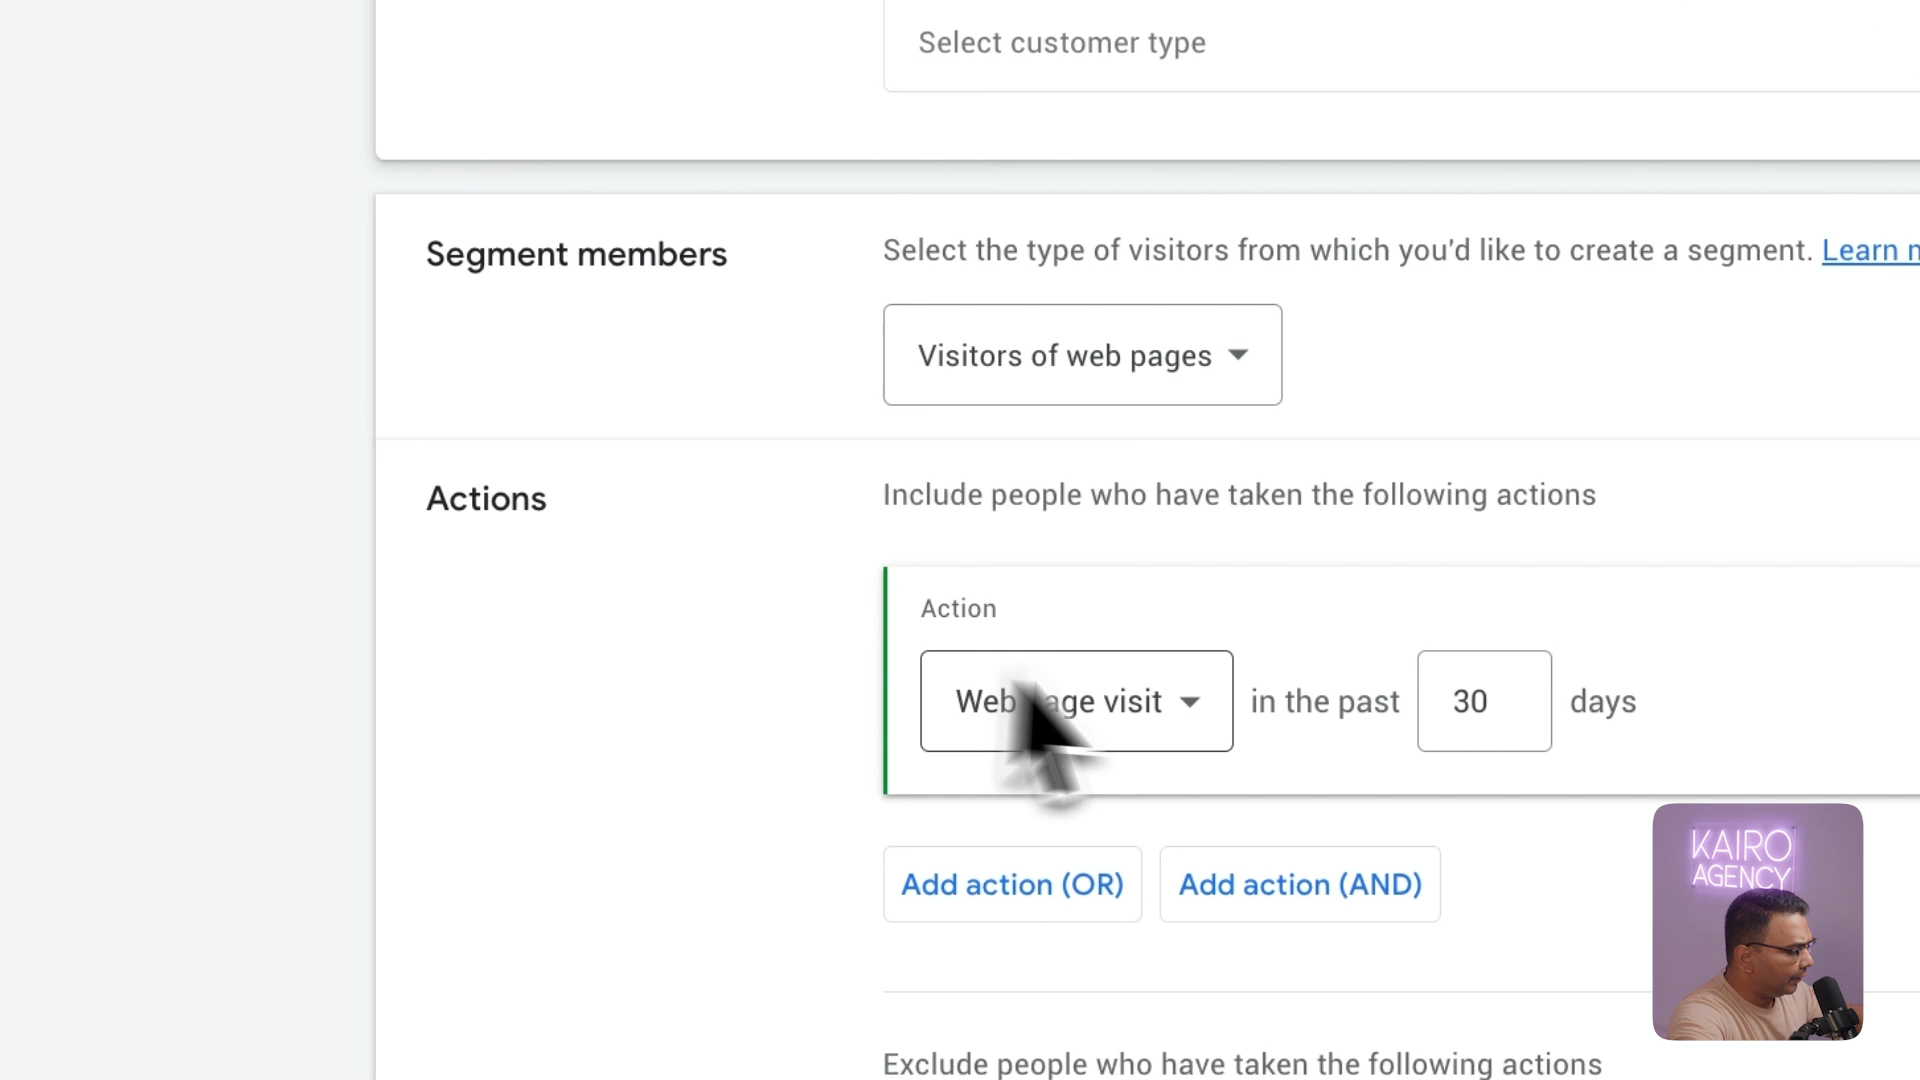 Select customer type
Segment members
Select the type of visitors from which you'd like to create a segment. Learn
Visitors of web pages
Actions
Include people who have taken the following actions
Action
Web page visit in the past 30 days
Add action (OR) Add action (AND)
KAIRO
AGENCY
Exclude people who have taken the following actions